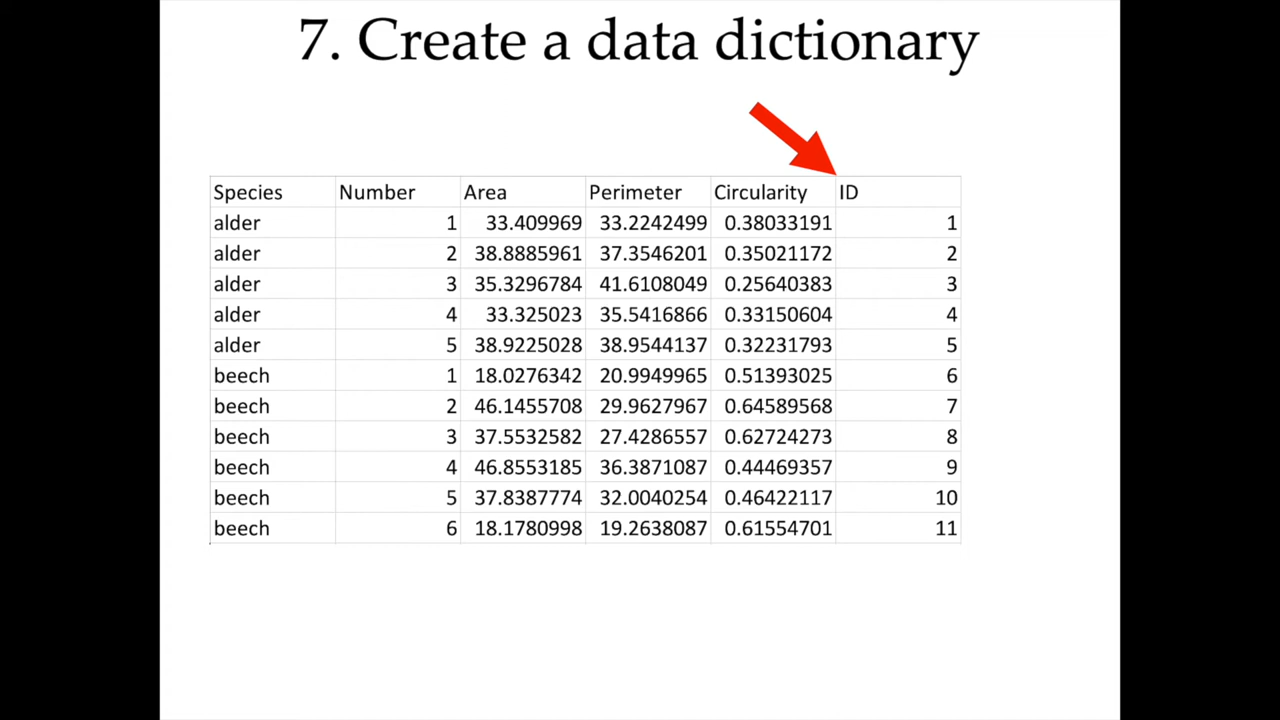 7. Create a data dictionary
Species Number Area Perimeter Circularity ID
alder 1 33.409969 33.2242499 0.38033191 1
alder 2 38.8885961 37.3546201 0.35021172 2
alder 3 35.3296784 41.6108049 0.25640383 3
alder 4 33.325023 35.5416866 0.33150604 4
alder 5 38.9225028 38.9544137 0.32231793 5
beech 1 18.0276342 20.9949965 0.51393025 6
beech 2 46.1455708 29.9627967 0.64589568 7
beech 3 37.5532582 27.4286557 0.62724273 8
beech 4 46.8553185 36.3871087 0.44469357 9
beech 5 37.8387774 32.0040254 0.46422117 10
beech 6 18.1780998 19.2638087 0.61554701 11